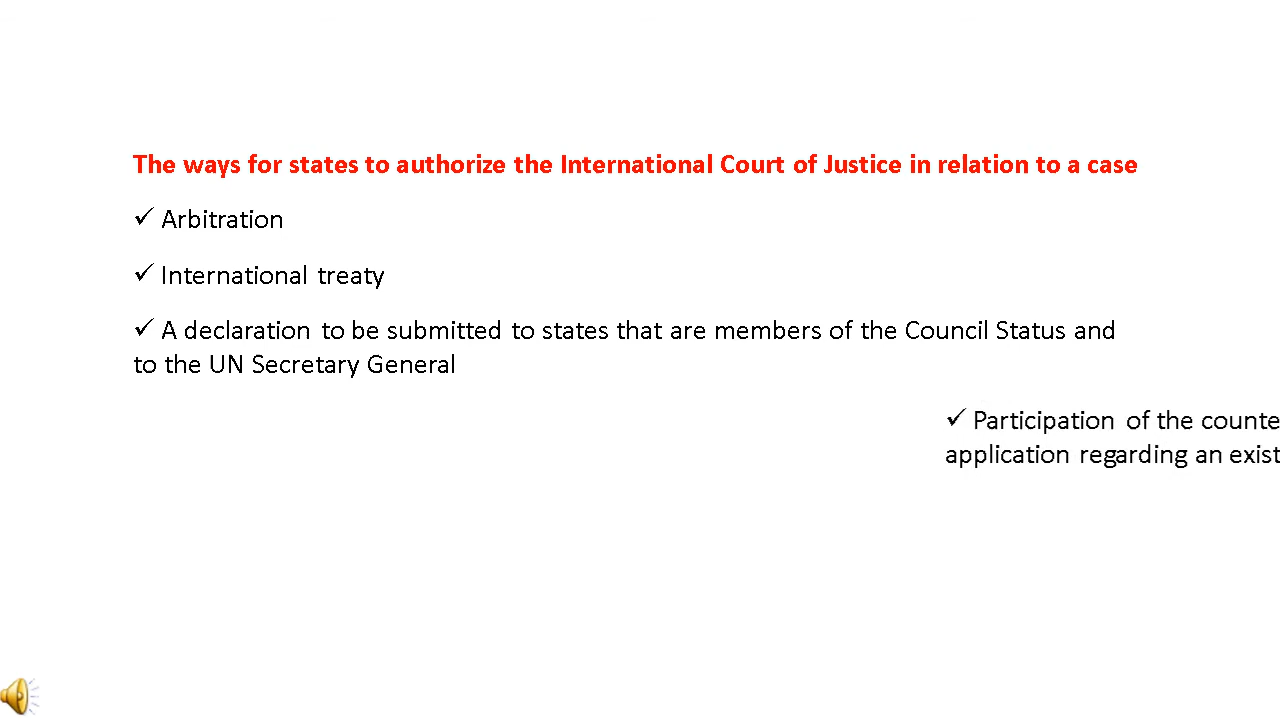 The ways for states to authorize the International Court of Justice in relation to a case
✓ Arbitration
✓ International treaty
✓ A declaration to be submitted to states that are members of the Council Status and
to the UN Secretary General
✓ Participation of the counte
application regarding an exist